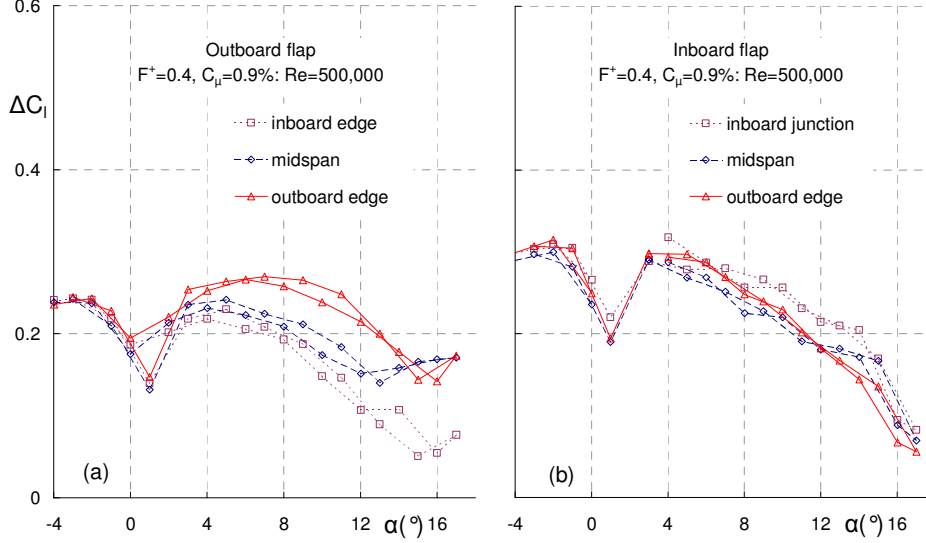 0.6
ΔCₗ
0.4
0.2
0
Outboard flap
F⁺=0.4, Cμ=0.9%: Re=500,000
inboard edge
midspan
outboard edge
(a)
-4 0 4 8 12 α(°) 16
Inboard flap
F⁺=0.4, Cμ=0.9%: Re=500,000
inboard junction
midspan
outboard edge
(b)
-4 0 4 8 12 α(°) 16